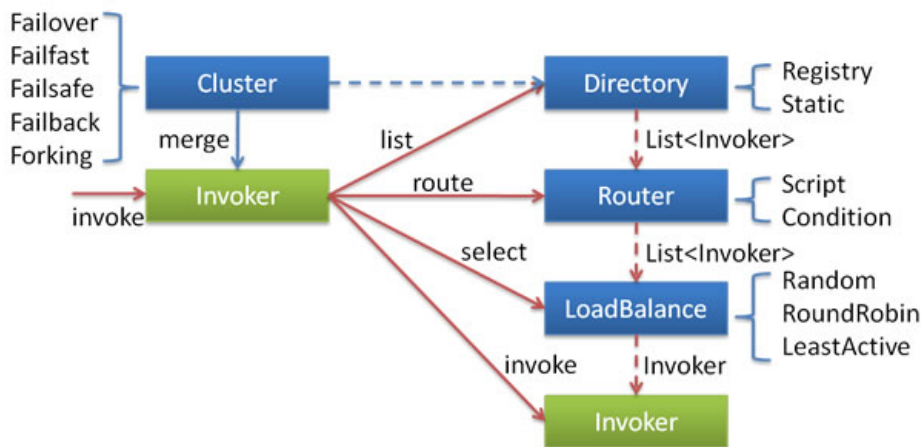 Failover
Failfast
Failsafe
Failback
Forking
Cluster
Directory
Registry
Static
merge
list
List<Invoker>
invoke
Invoker
route
Router
Script
Condition
select
List<Invoker>
LoadBalance
Random
RoundRobin
LeastActive
invoke
Invoker
Invoker